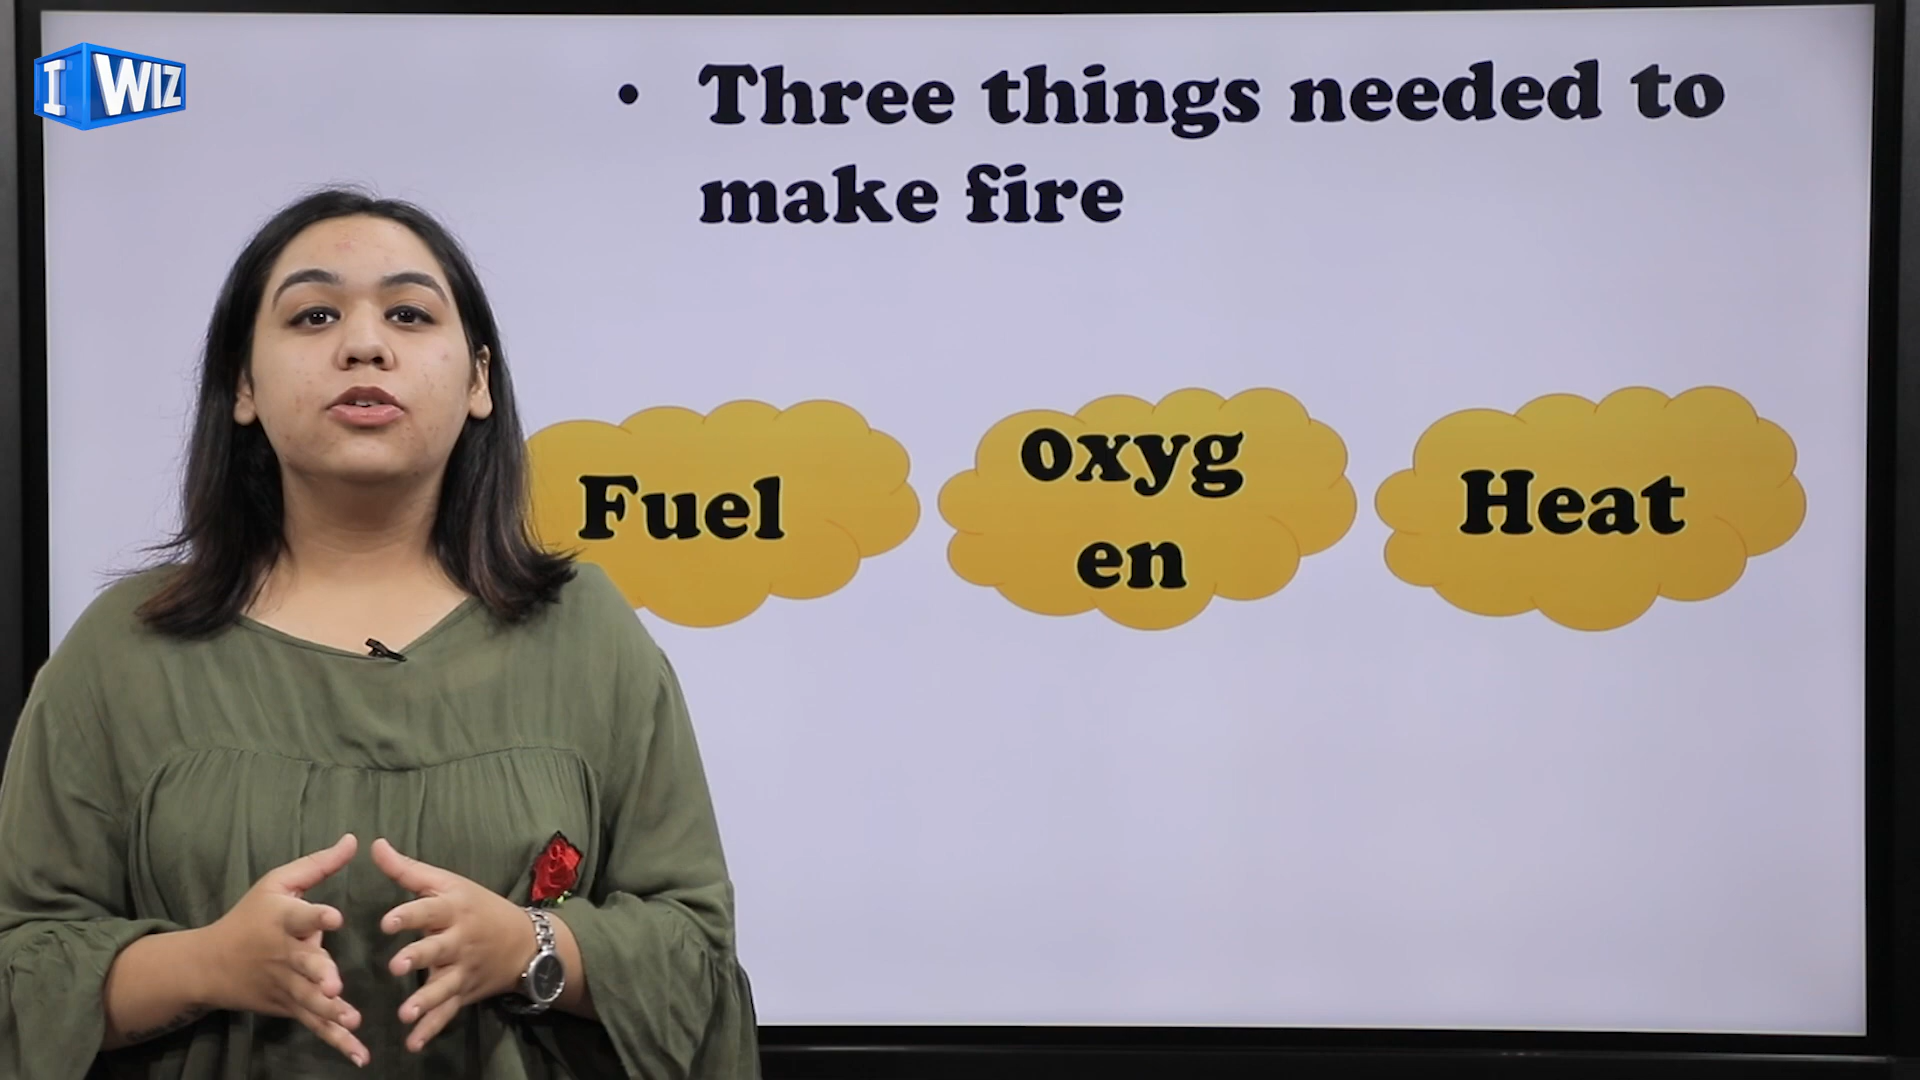 I WIZ
• Three things needed to
make fire
Fuel
oxyg
en
Heat